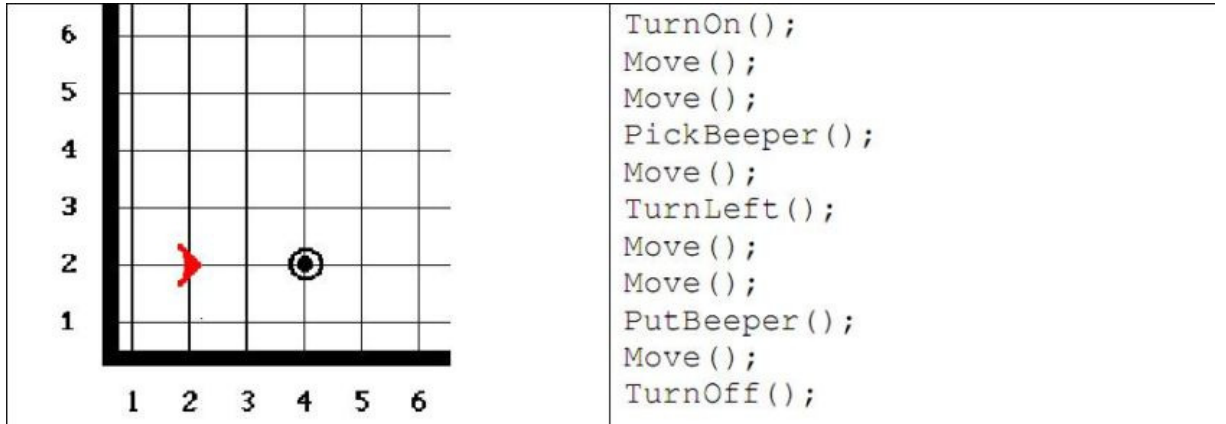 6
5
4
3
2
1
1 2 3 4 5 6
TurnOn();
Move();
Move();
PickBeeper();
Move();
TurnLeft();
Move();
Move();
PutBeeper();
Move();
TurnOff();